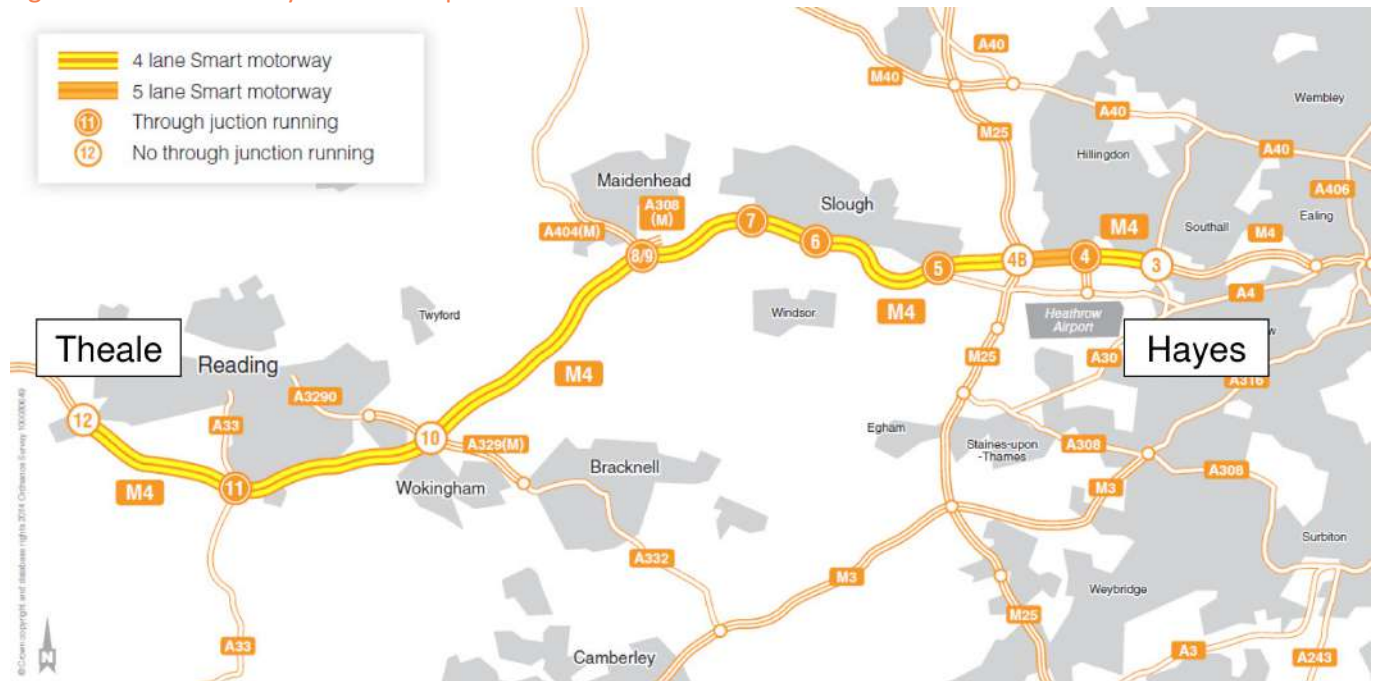 4 lane Smart motorway
5 lane Smart motorway
11 Through juction running
12 No through junction running
A40
M40
Wembley
A40
M25
Hillingdon
A40
Maidenhead
A406
A308
(M)
Slough
Southall
Ealing
A404(M)
7
M4
M4
6
8/9
4B
4
3
5
A4
Twyford
Windsor
M4
Heathrow
Airport
Theale
Reading
M4
M25
A30
Hayes
A3290
A316
12
A33
10
Egham
Staines-upon
-Thames
A308
A329(M)
Bracknell
A308
M4
11
Wokingham
M3
Surbiton
A332
M3
Weybridge
M25
A33
N
Camberley
A3
A243